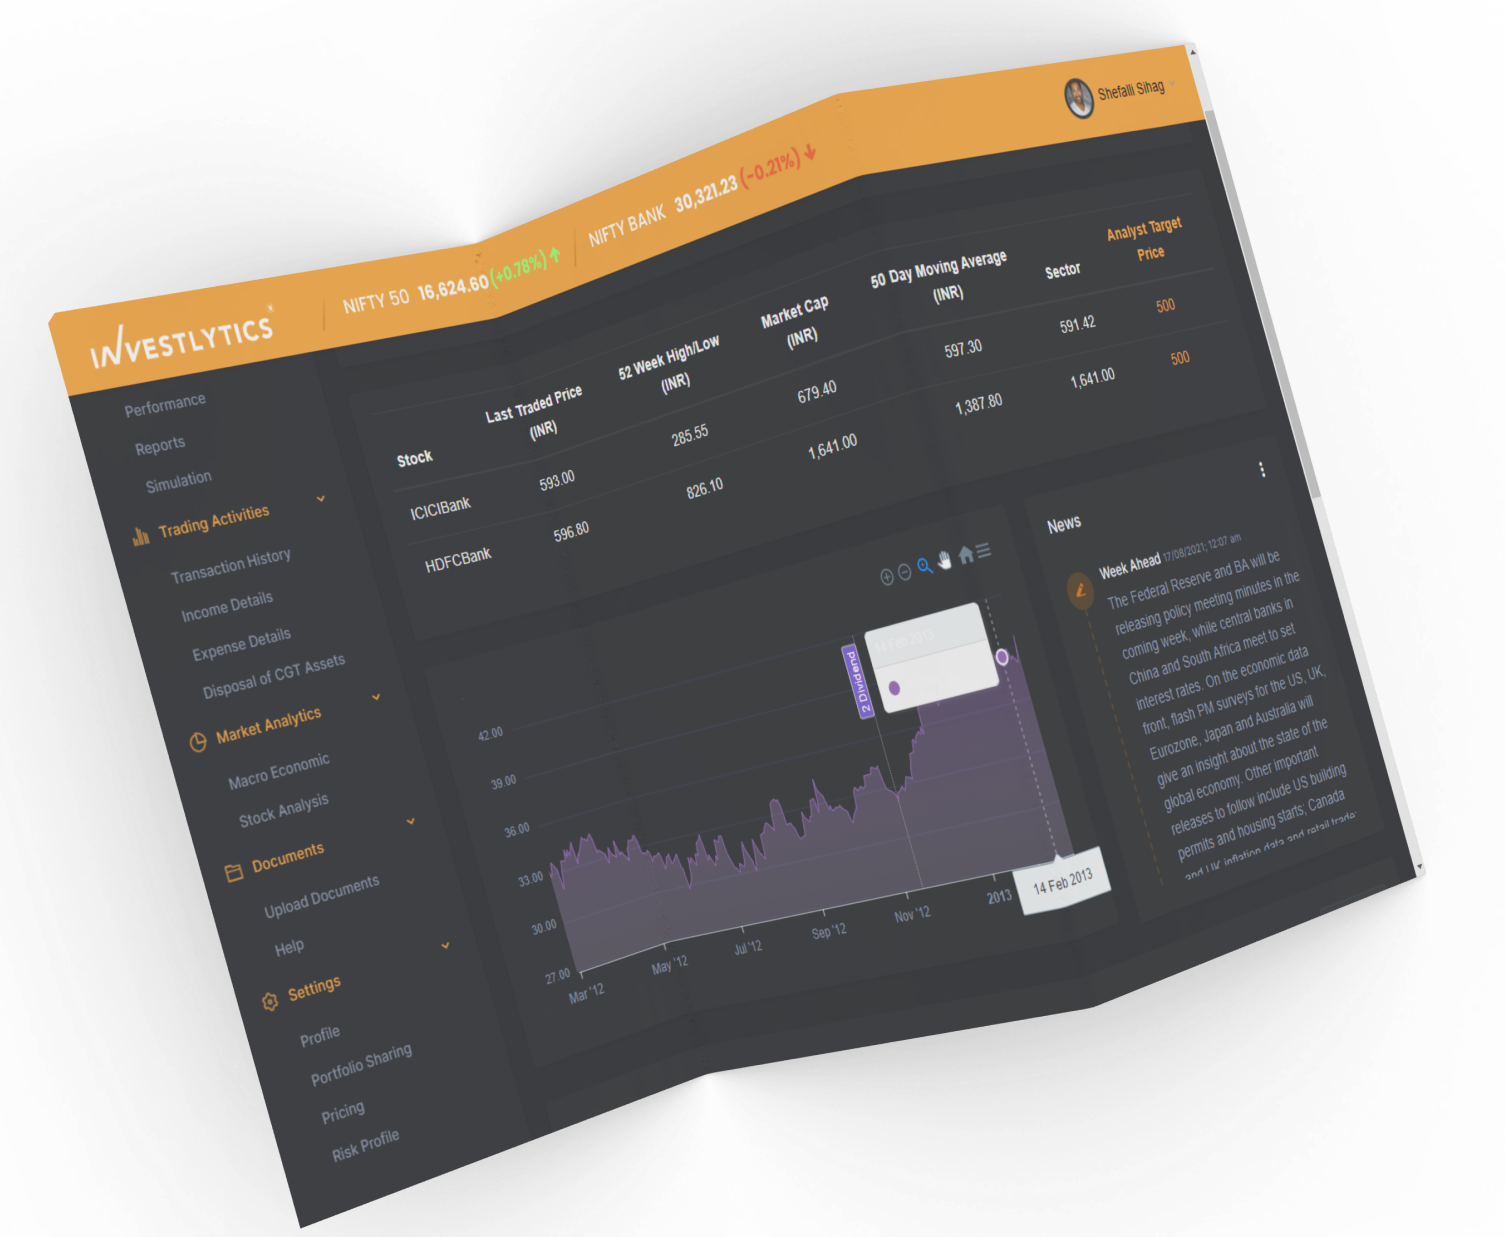 INVESTLYTICS
NIFTY 50 16,624.60 (+0.78%)
NIFTY BANK 30,321.23 (-0.21%)
Shefalli Sihag
Performance
Reports
Simulation
Trading Activities
Transaction History
Income Details
Expense Details
Disposal of CGT Assets
Market Analytics
Macro Economic
Stock Analysis
Documents
Upload Documents
Help
Settings
Profile
Portfolio Sharing
Pricing
Risk Profile
Stock
Last Traded Price
(INR)
52 Week High/Low
(INR)
Market Cap
(INR)
50 Day Moving Average
(INR)
Sector
Analyst Target
Price
ICICIBank 593.00 285.55 679.40 597.30 591.42 500
HDFCBank 596.80 826.10 1,641.00 1,387.80 1,641.00 500
42.00
39.00
36.00
33.00
30.00
27.00
2 Dividend
14 Feb 2013
Mar '12 May '12 Jul '12 Sep '12 Nov '12 2013
14 Feb 2013
News
Week Ahead 17/08/2021; 12:07 am
The Federal Reserve and BA will be
releasing policy meeting minutes in the
coming week, while central banks in
China and South Africa meet to set
interest rates. On the economic data
front, flash PM surveys for the US, UK,
Eurozone, Japan and Australia will
give an insight about the state of the
global economy. Other important
releases to follow include US building
permits and housing starts; Canada
and UK inflation data and retail trade;